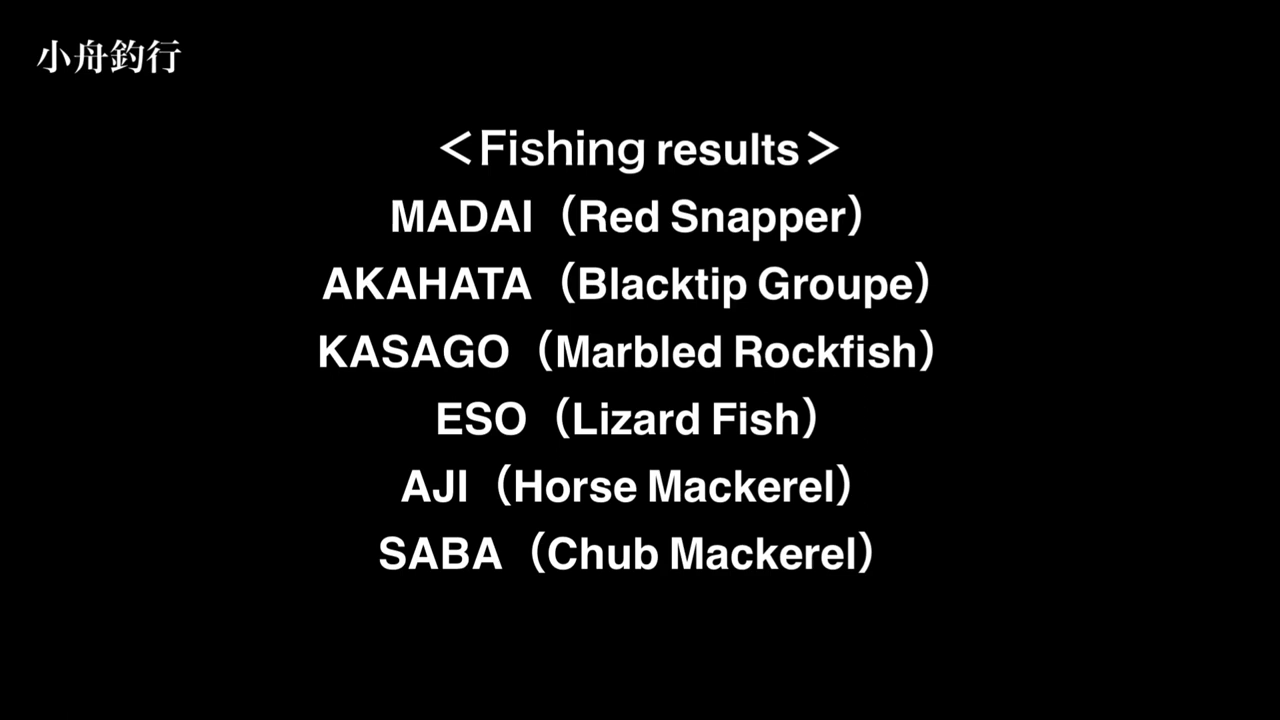 小舟釣行
＜Fishing results＞
MADAI（Red Snapper）
AKAHATA（Blacktip Groupe）
KASAGO（Marbled Rockfish）
ESO（Lizard Fish）
AJI（Horse Mackerel）
SABA（Chub Mackerel）